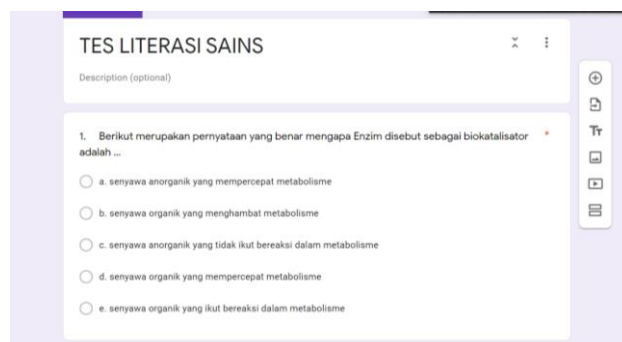 TES LITERASI SAINS
Description (optional)
1. Berikut merupakan pernyataan yang benar mengapa Enzim disebut sebagai biokatalisator *
adalah ...
a. senyawa anorganik yang mempercepat metabolisme
b. senyawa organik yang menghambat metabolisme
c. senyawa anorganik yang tidak ikut bereaksi dalam metabolisme
d. senyawa organik yang mempercepat metabolisme
e. senyawa organik yang ikut bereaksi dalam metabolisme
Tт